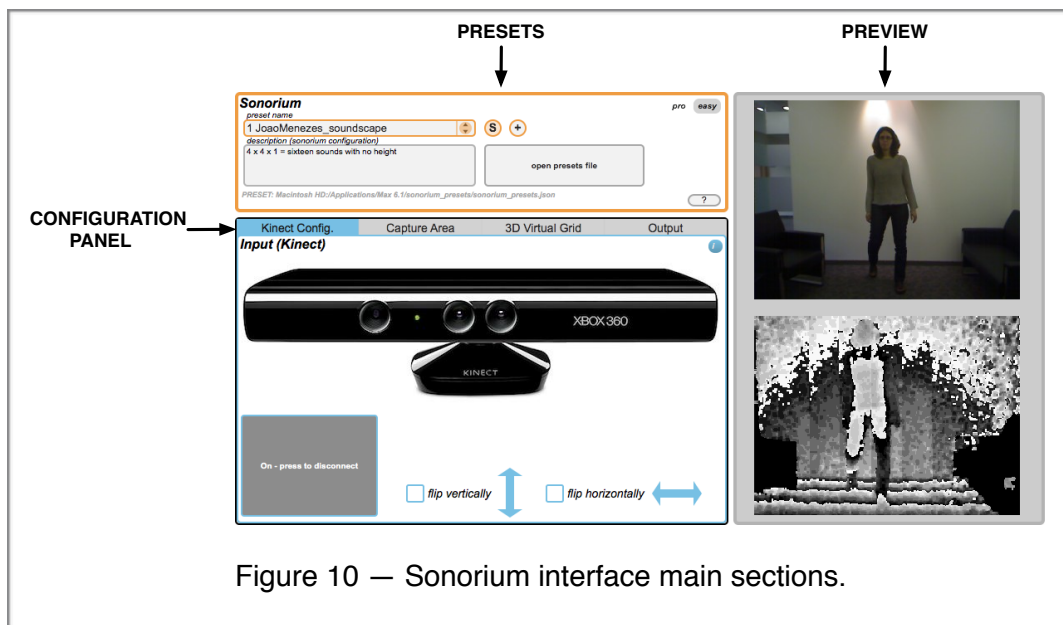 PRESETS
PREVIEW
Sonorium
pro easy
preset name
1 JoaoMenezes_soundscape
S +
description (sonorium configuration)
4 x 4 x 1 = sixteen sounds with no height
open presets file
PRESET: Macintosh HD:/Applications/Max 6.1/sonorium_presets/sonorium_presets.json
?
CONFIGURATION
PANEL
Kinect Config. Capture Area 3D Virtual Grid Output
Input (Kinect)
i
XBOX 360
KINECT
On - press to disconnect
flip vertically
flip horizontally
Figure 10 — Sonorium interface main sections.